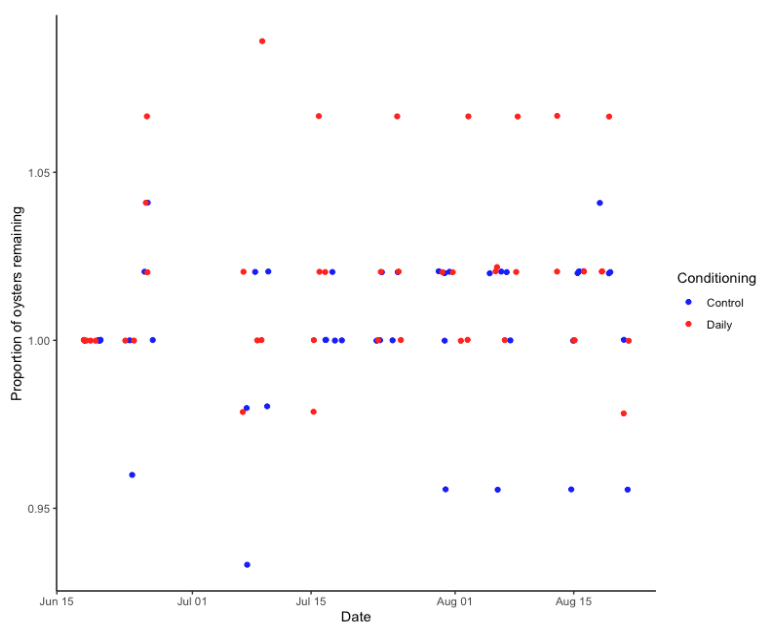 Proportion of oysters remaining
1.05
1.00
0.95
Jun 15
Jul 01
Jul 15
Aug 01
Aug 15
Date
Conditioning
Control
Daily